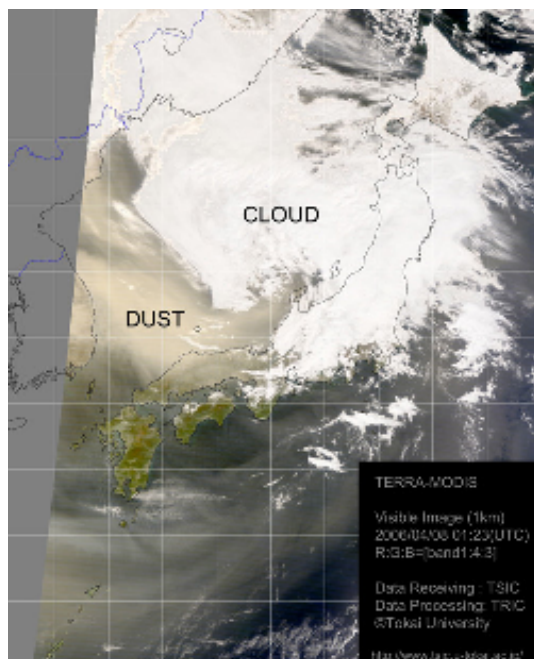 CLOUD
DUST
TERRA-MODIS
Visible Image (1km)
2006/04/08 01:23(UTC)
R:G:B=[band1:4:3]
Data Receiving : TSIC
Data Processing: TRIC
©Tokai University